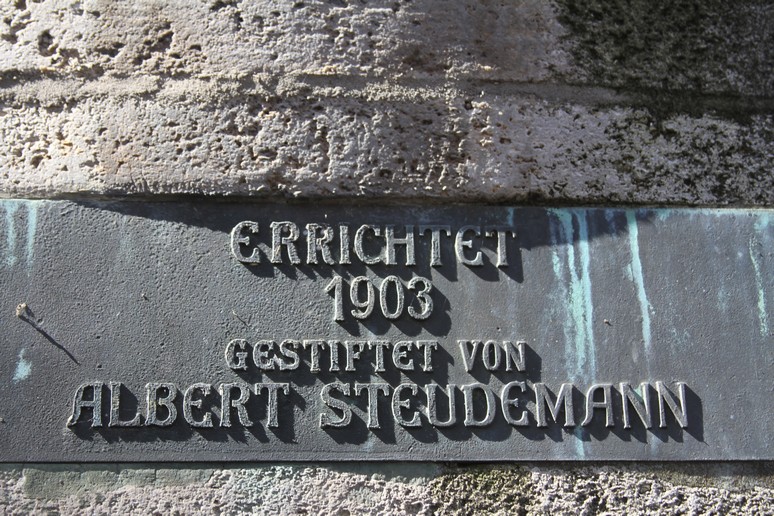 ERRICHTET
1903
GESTIFTET VON
ALBERT STEUDEMANN